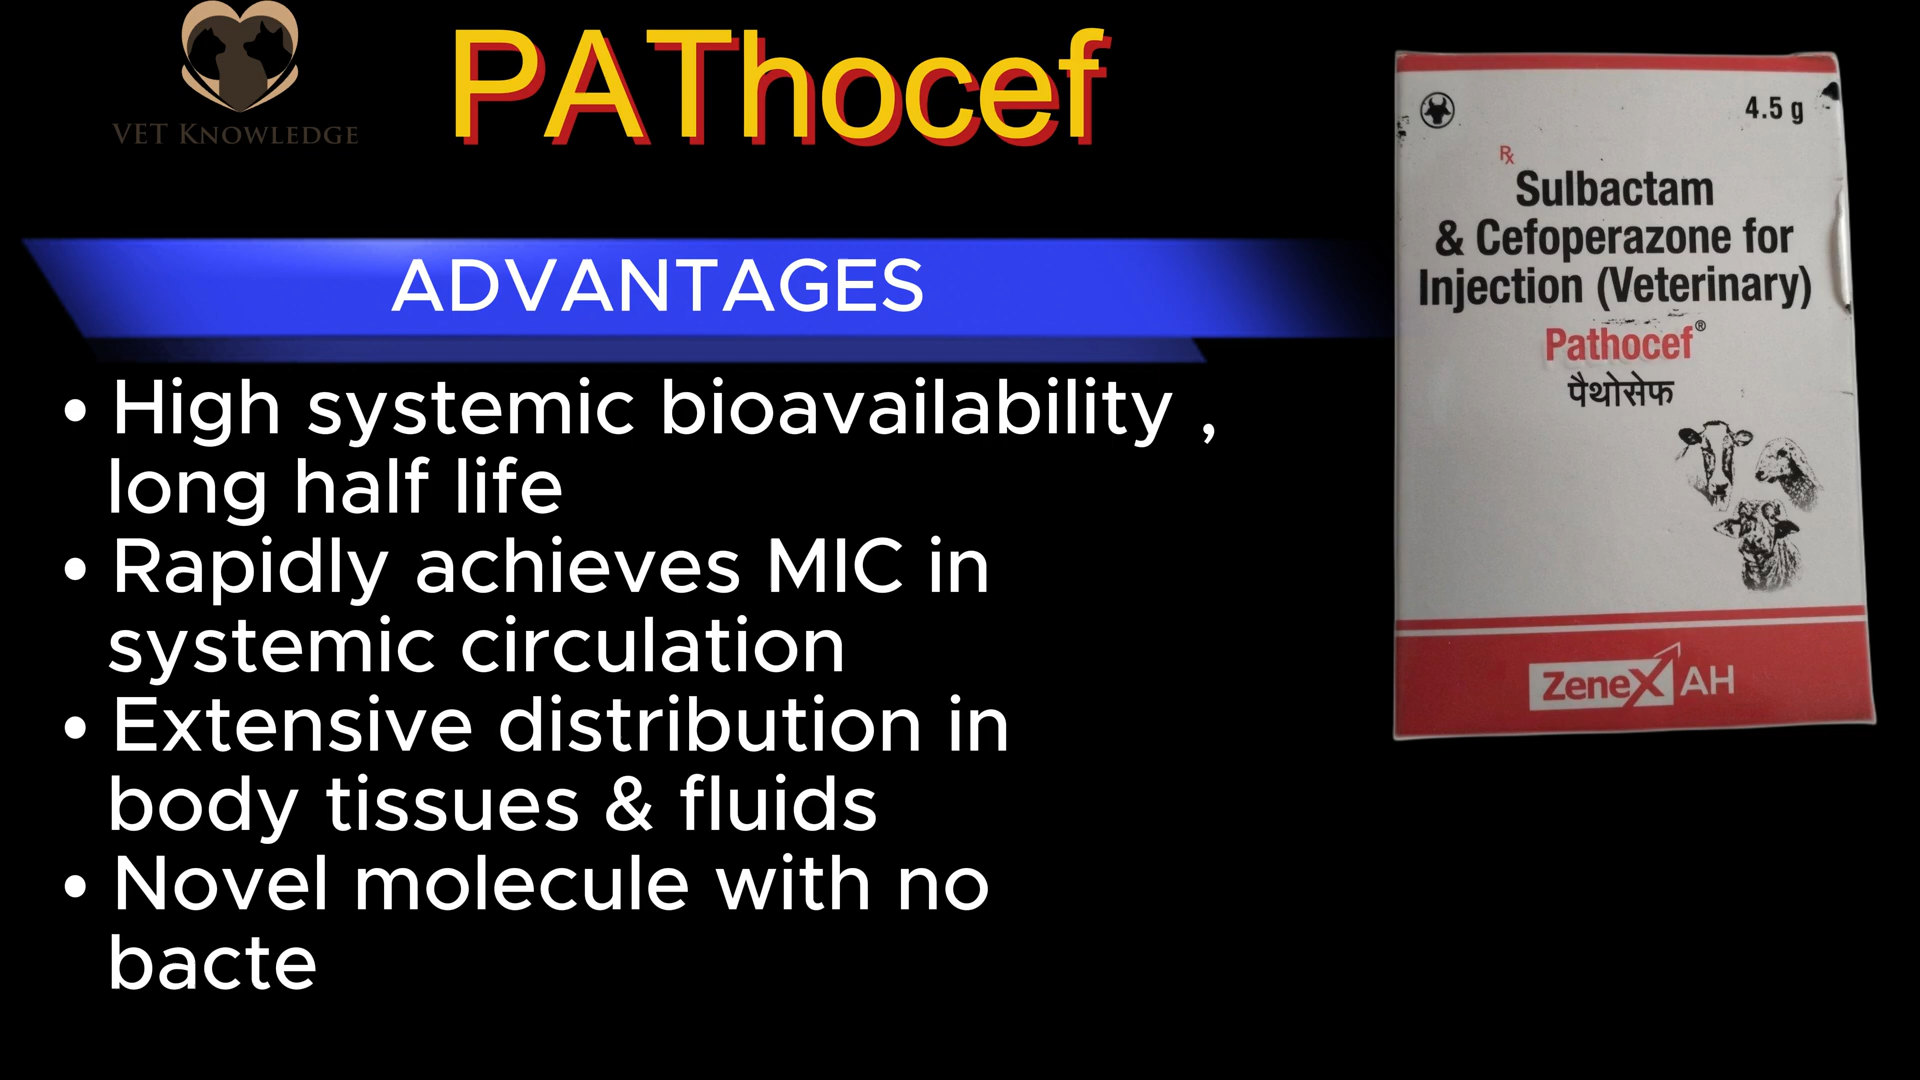 VET KNOWLEDGE
PAThocef
ADVANTAGES
• High systemic bioavailability ,
long half life
• Rapidly achieves MIC in
systemic circulation
• Extensive distribution in
body tissues & fluids
• Novel molecule with no
bacte
4.5 g
Rx
Sulbactam
& Cefoperazone for
Injection (Veterinary)
Pathocef®
पैथोसेफ
ZeneX AH